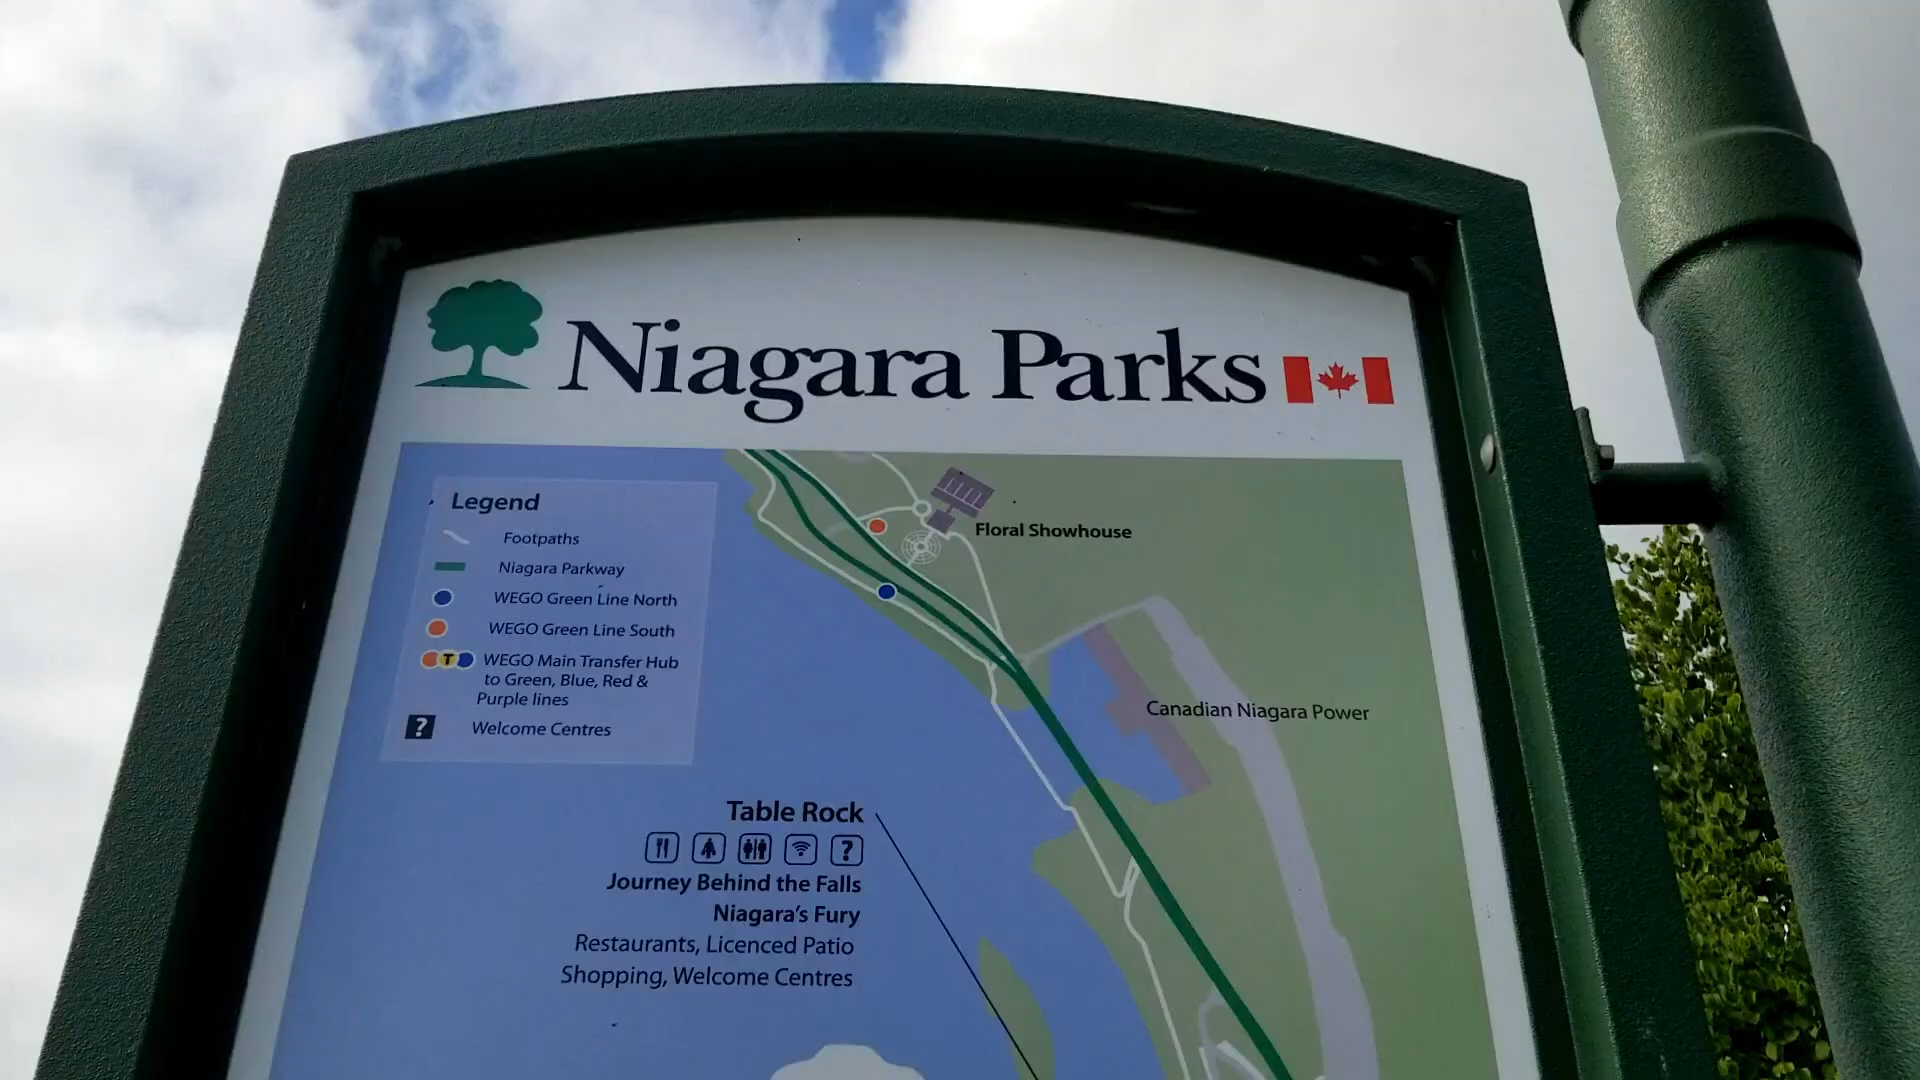 Niagara Parks
Legend
Footpaths
Niagara Parkway
WEGO Green Line North
WEGO Green Line South
T WEGO Main Transfer Hub
to Green, Blue, Red &
Purple lines
? Welcome Centres
Floral Showhouse
Canadian Niagara Power
Table Rock
?
Journey Behind the Falls
Niagara's Fury
Restaurants, Licenced Patio
Shopping, Welcome Centres